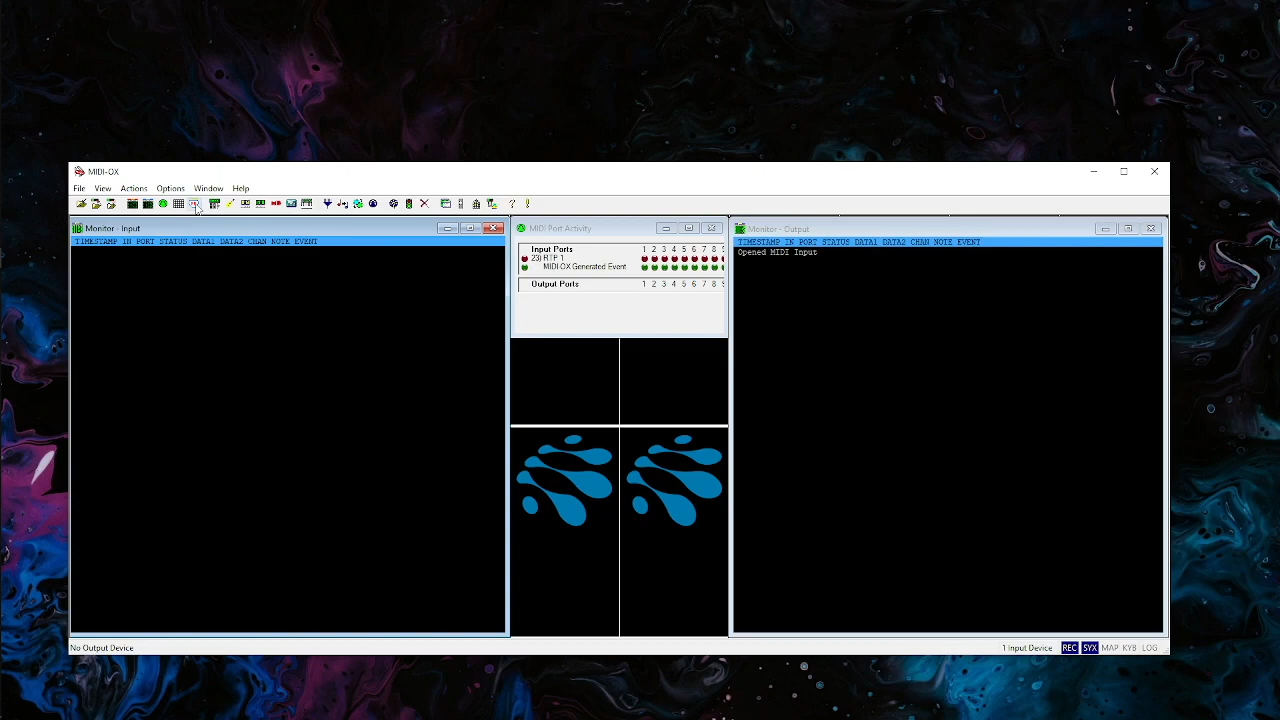 MIDI-OX
File View Actions Options Window Help
Monitor - Input
TIMESTAMP IN PORT STATUS DATA1 DATA2 CHAN NOTE EVENT
MIDI Port Activity
Input Ports 1 2 3 4 5 6 7 8
23) RTP 1
MIDI OX Generated Event
Output Ports 1 2 3 4 5 6 7 8
Monitor - Output
TIMESTAMP IN PORT STATUS DATA1 DATA2 CHAN NOTE EVENT
Opened MIDI Input
No Output Device
1 Input Device REC SYX MAP KYB LOG